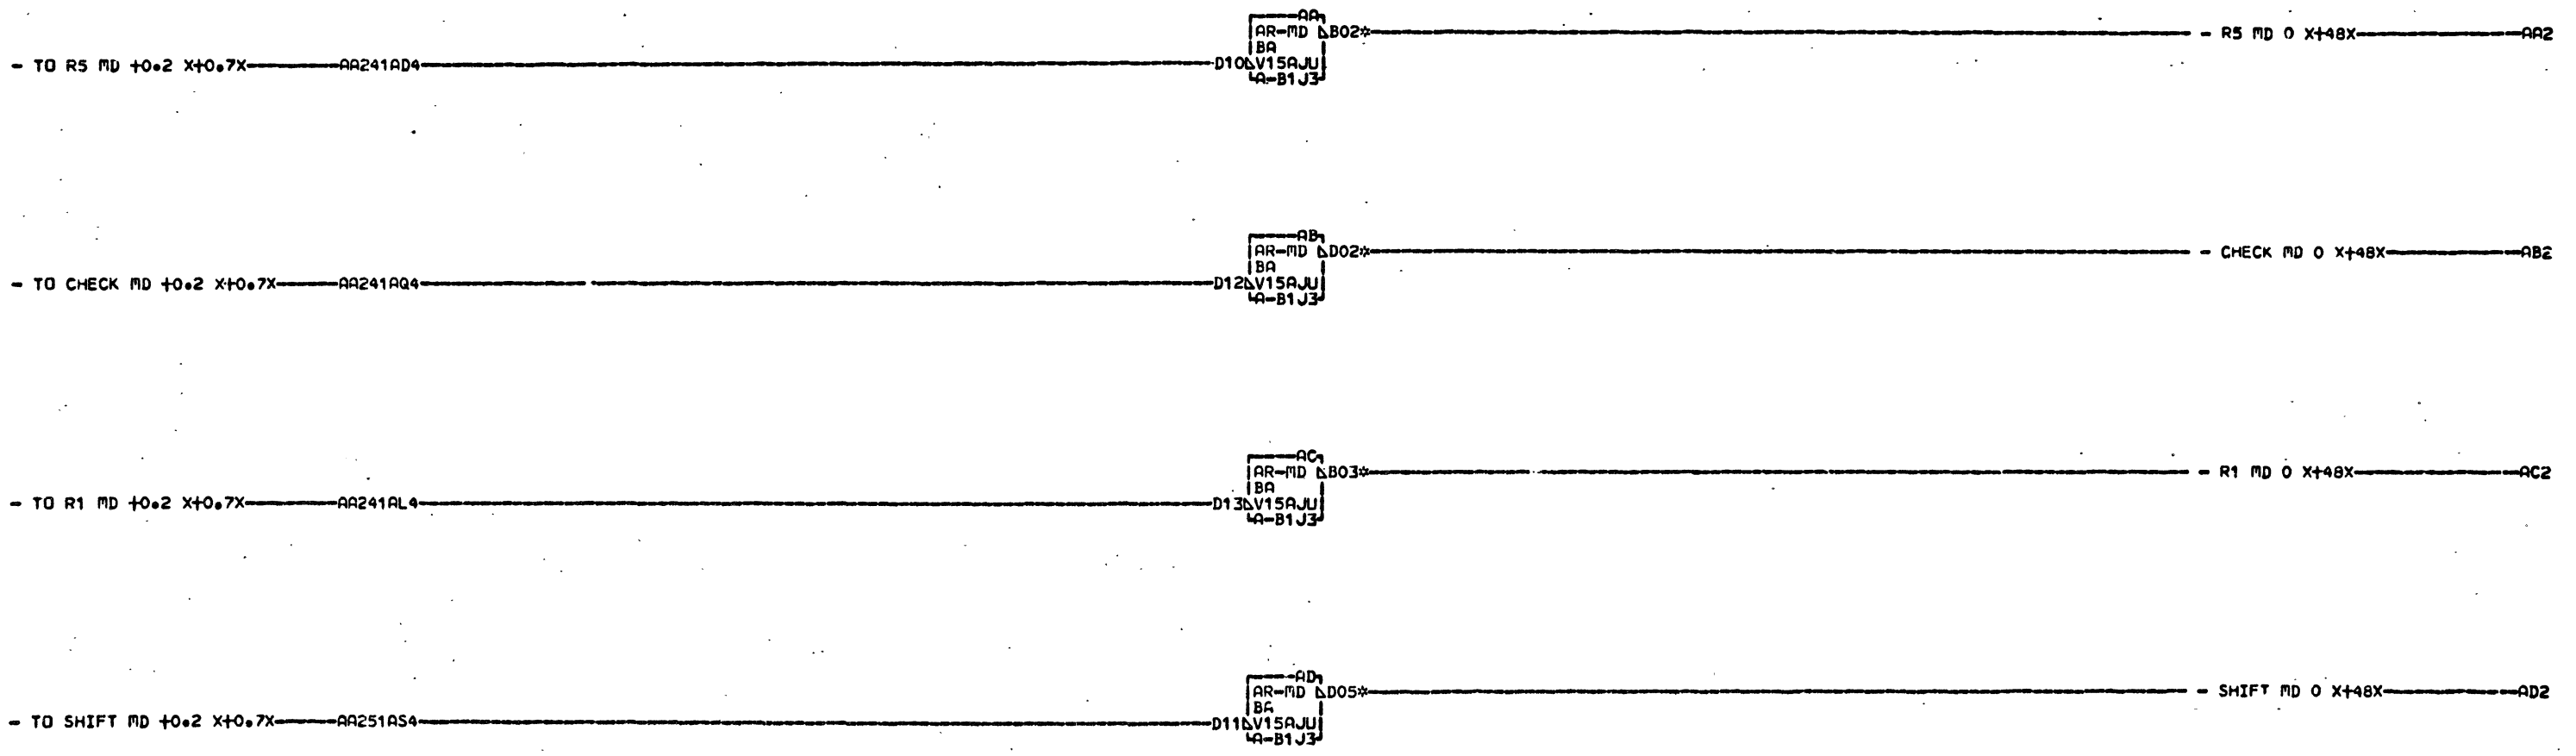 AA
AR-MD B02* - R5 MD 0 X+48X AA2
BA
- TO R5 MD +0.2 X+0.7X AA241AD4 D10 V15AJU
A-B1J3
AB
AR-MD D02* - CHECK MD 0 X+48X AB2
BA
- TO CHECK MD +0.2 X+0.7X AA241AQ4 D12 V15AJU
A-B1J3
AC
AR-MD B03* - R1 MD 0 X+48X AC2
BA
- TO R1 MD +0.2 X+0.7X AA241AL4 D13 V15AJU
A-B1J3
AD
AR-MD D05* - SHIFT MD 0 X+48X AD2
BA
- TO SHIFT MD +0.2 X+0.7X AA251AS4 D11 V15AJU
A-B1J3